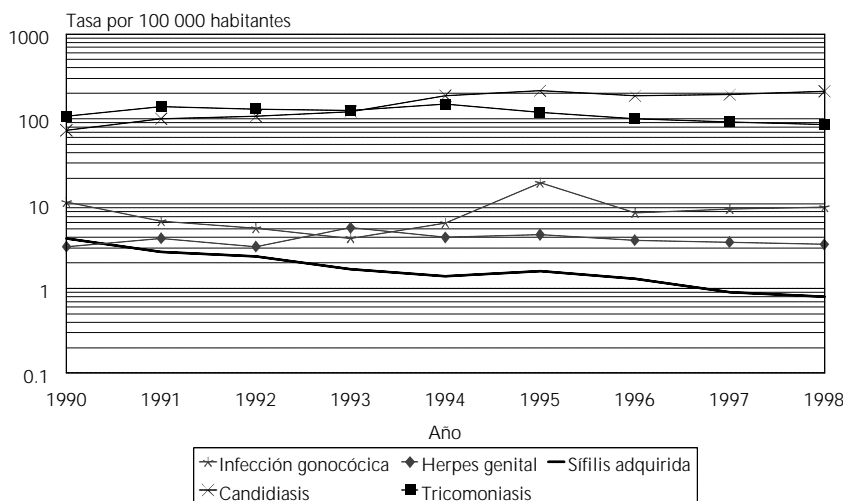 Tasa por 100 000 habitantes
1000
100
10
1
0.1
1990 1991 1992 1993 1994 1995 1996 1997 1998
Año
Infección gonocócica Herpes genital Sífilis adquirida
Candidiasis Tricomoniasis